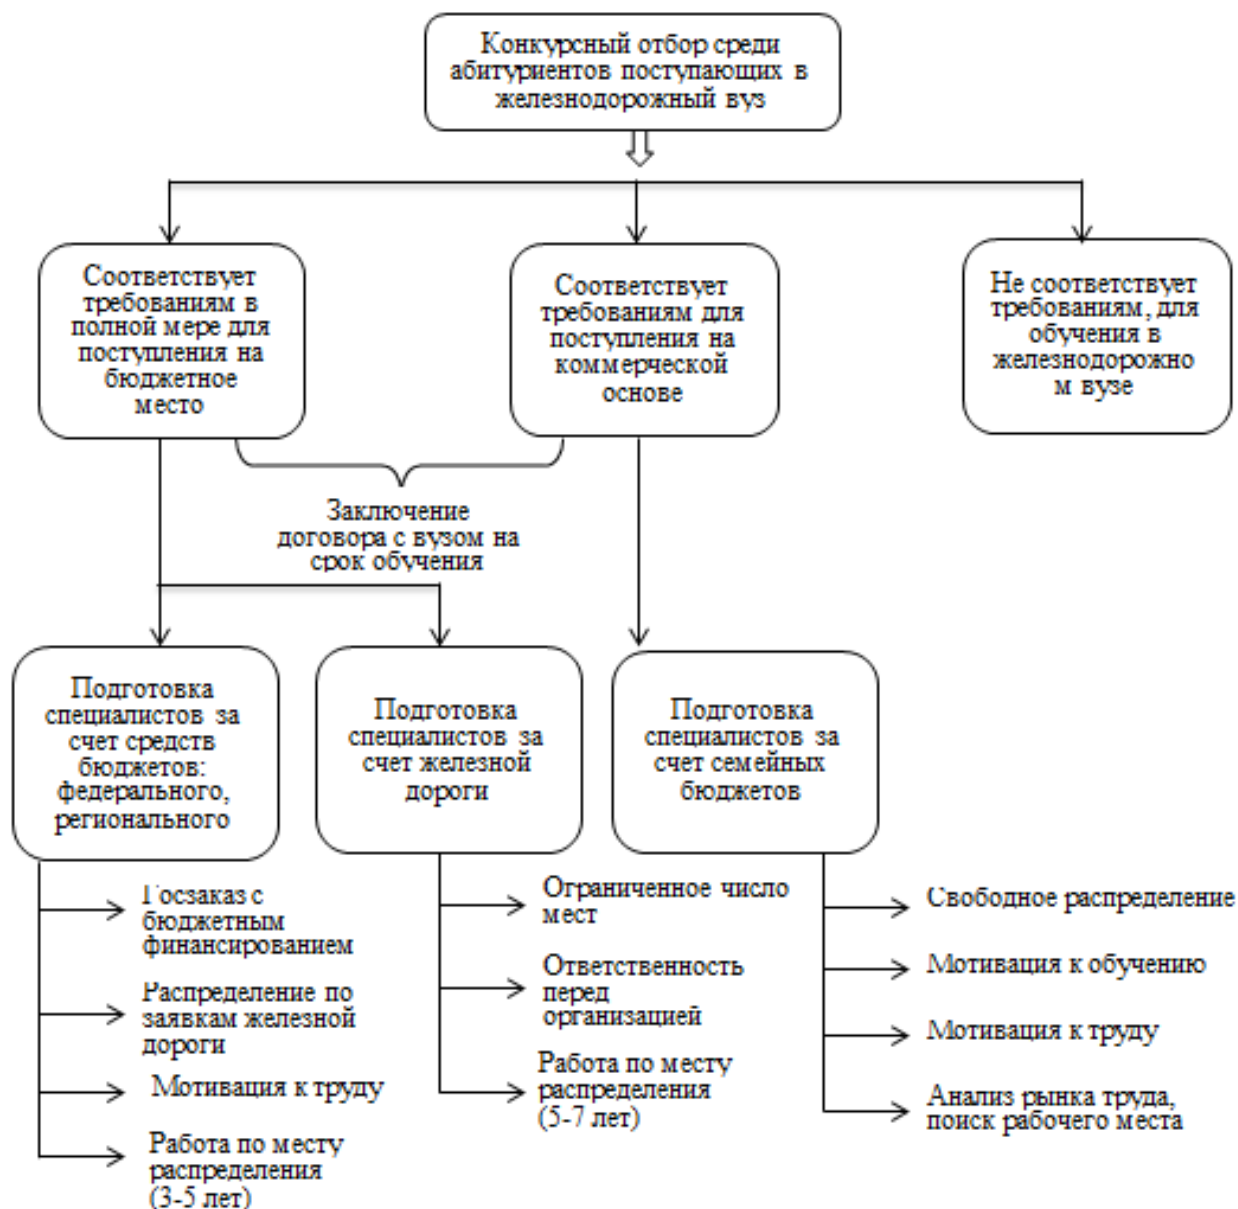 Конкурсный отбор среди
абитуриентов поступающих в
железнодорожный вуз
Соответствует
требованиям в
полной мере для
поступления на
бюджетное
место
Соответствует
требованиям для
поступления на
коммерческой
основе
Не соответствует
требованиям, для
обучения в
железнодорожно
м вузе
Заключение
договора с вузом на
срок обучения
Подготовка
специалистов за
счет средств
бюджетов:
федерального,
регионального
Подготовка
специалистов за
счет железной
дороги
Подготовка
специалистов за
счет семейных
бюджетов
Госзаказ с
бюджетным
финансированием
Распределение по
заявкам железной
дороги
Мотивация к труду
Работа по месту
распределения
(3-5 лет)
Ограниченное число
мест
Ответственность
перед
организацией
Работа по месту
распределения
(5-7 лет)
Свободное распределение
Мотивация к обучению
Мотивация к труду
Анализ рынка труда,
поиск рабочего места